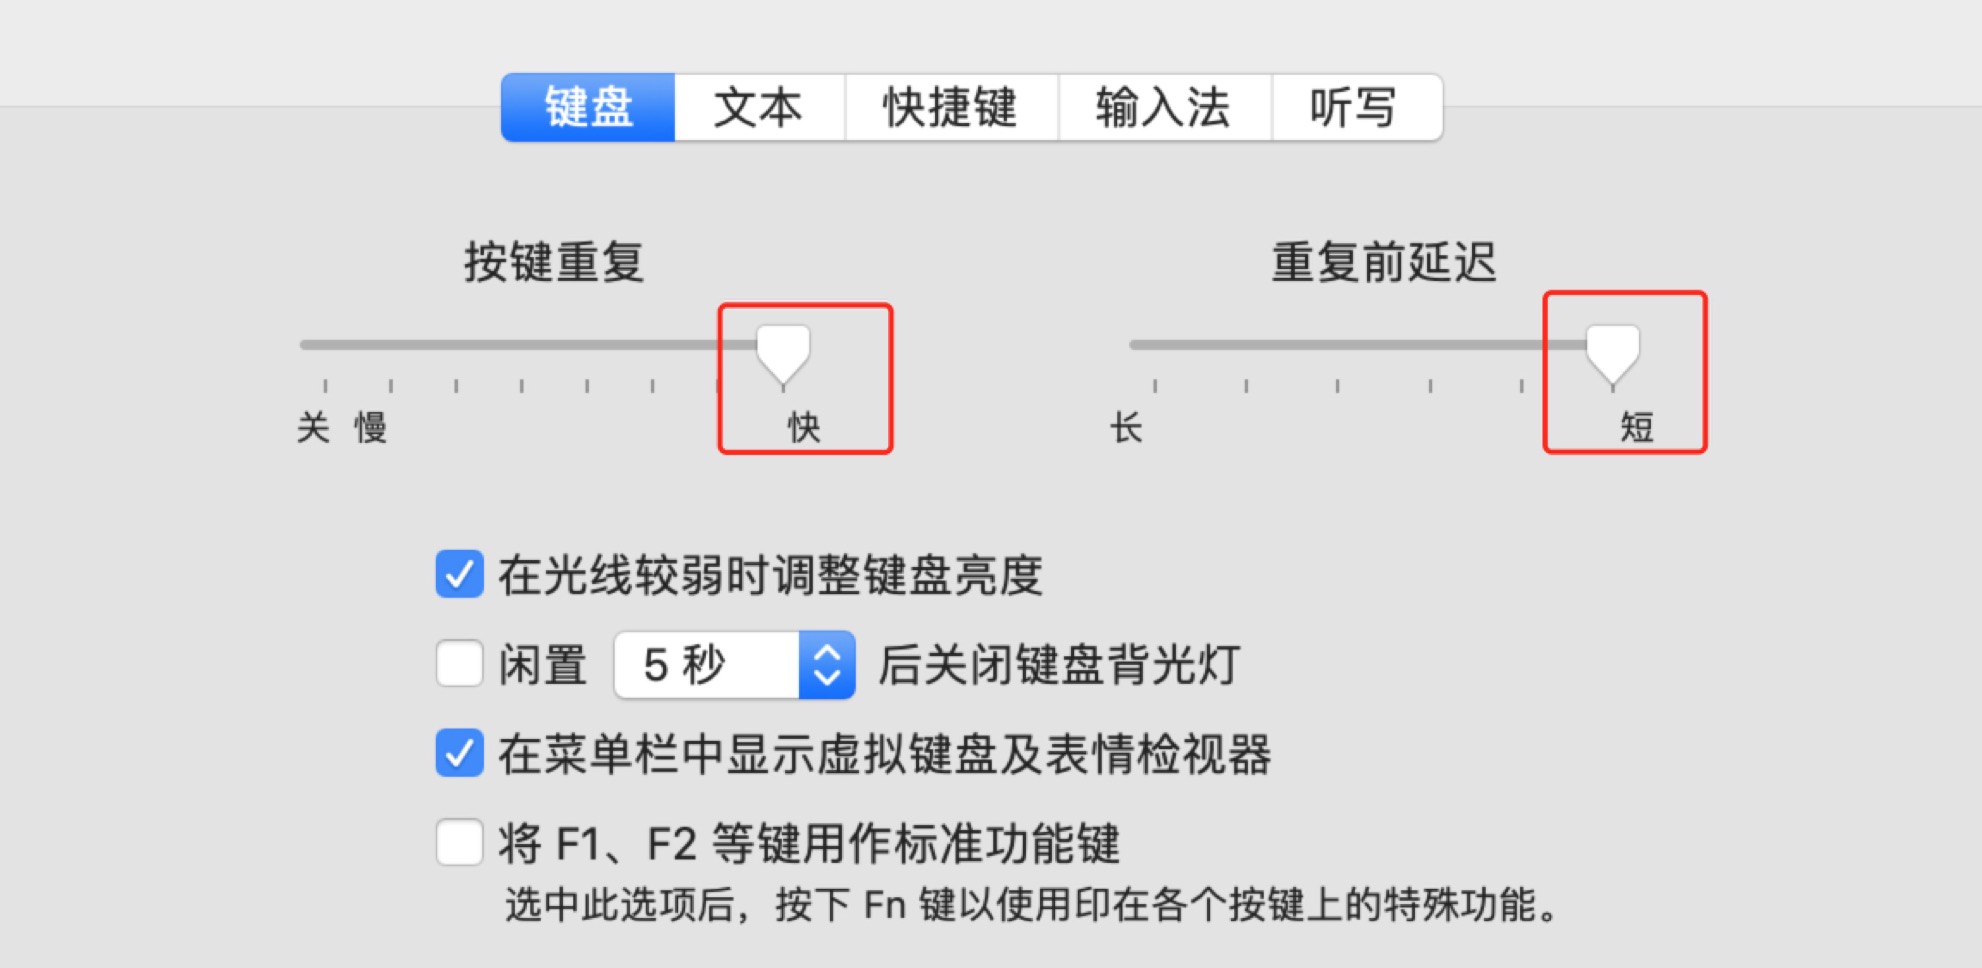 键盘 文本 快捷键 输入法 听写
按键重复 重复前延迟
关 慢 快 长 短
在光线较弱时调整键盘亮度
闲置 5 秒 后关闭键盘背光灯
在菜单栏中显示虚拟键盘及表情检视器
将 F1、F2 等键用作标准功能键
选中此选项后，按下 Fn 键以使用印在各个按键上的特殊功能。